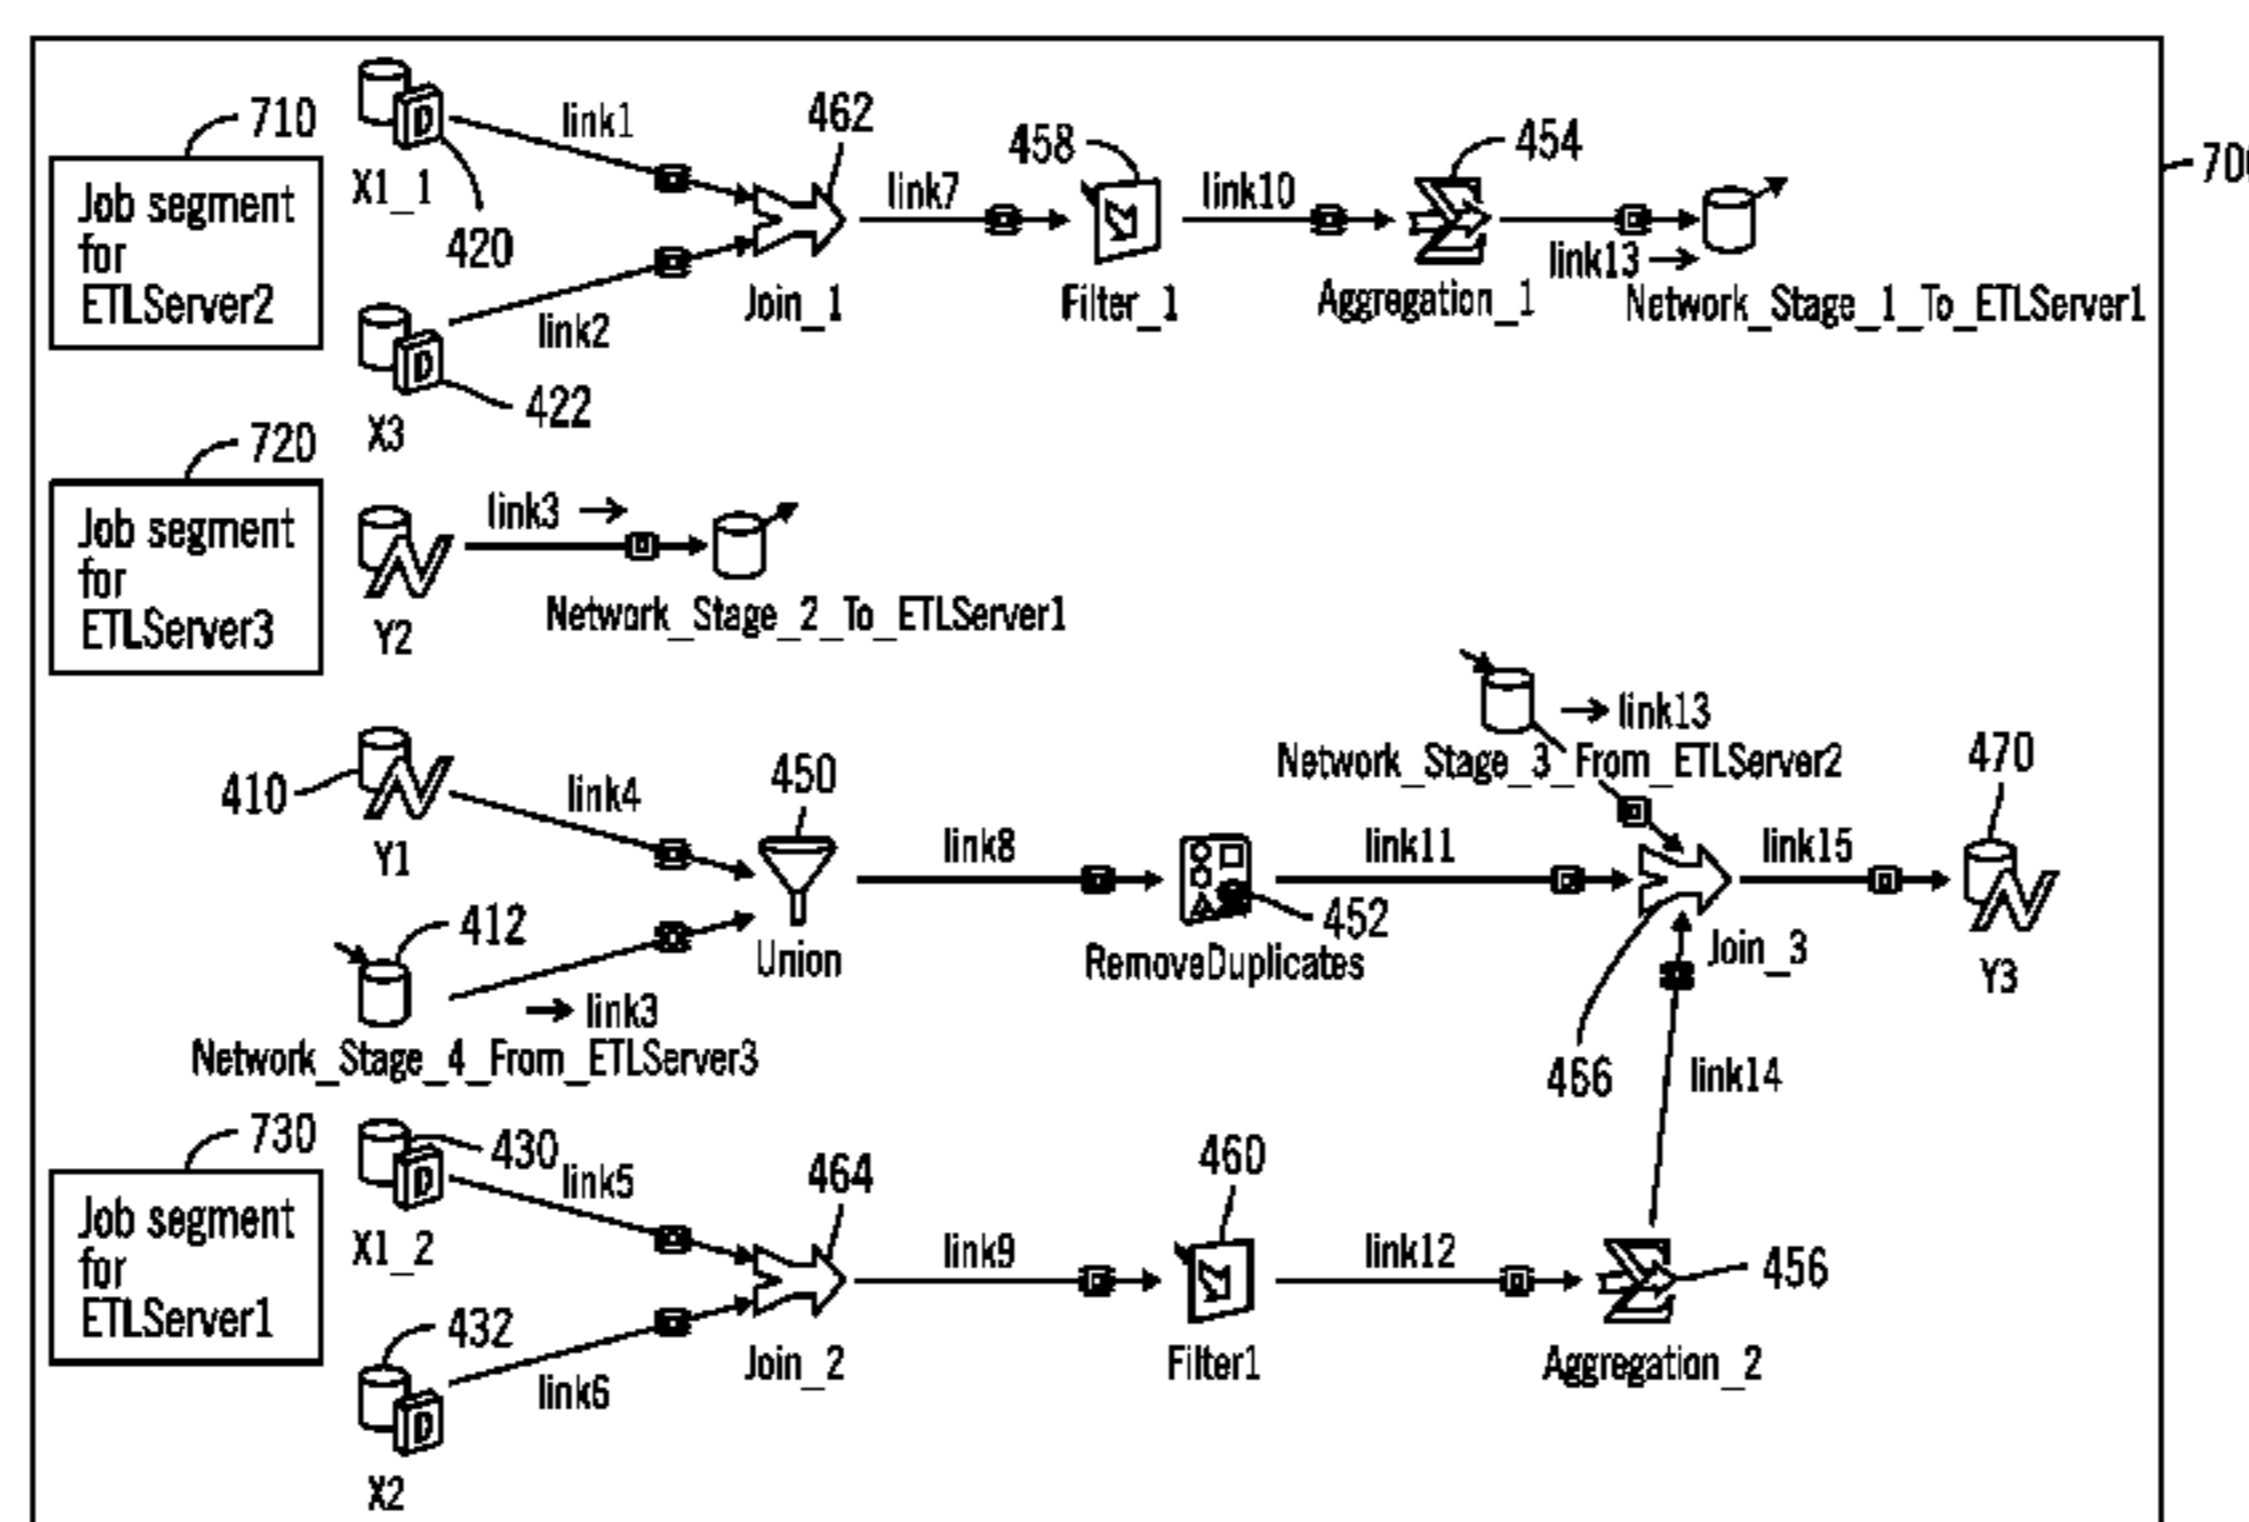 710
Job segment
for
ETLServer2
X1_1
420
link1
462
link7
458
link10
454
link13
700
X3
422
link2
Join_1
Filter_1
Aggregation_1
Network_Stage_1_To_ETLServer1
720
Job segment
for
ETLServer3
link3
Y2
Network_Stage_2_To_ETLServer1
link13
Network_Stage_3_From_ETLServer2
410
Y1
link4
450
Union
link8
452
RemoveDuplicates
link11
link15
470
Y3
Join_3
466
412
link3
Network_Stage_4_From_ETLServer3
link14
730
Job segment
for
ETLServer1
430
X1_2
link5
464
link9
460
link12
456
432
X2
link6
Join_2
Filter1
Aggregation_2